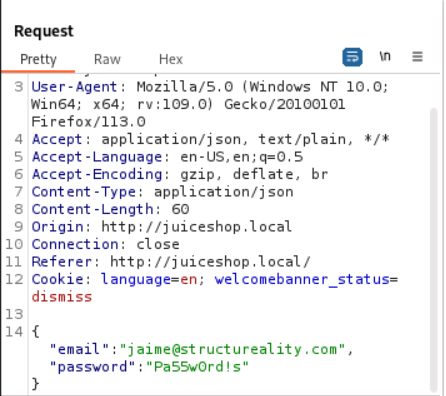 Request
Pretty Raw Hex \n
3 User-Agent: Mozilla/5.0 (Windows NT 10.0;
Win64; x64; rv:109.0) Gecko/20100101
Firefox/113.0
4 Accept: application/json, text/plain, */*
5 Accept-Language: en-US,en;q=0.5
6 Accept-Encoding: gzip, deflate, br
7 Content-Type: application/json
8 Content-Length: 60
9 Origin: http://juiceshop.local
10 Connection: close
11 Referer: http://juiceshop.local/
12 Cookie: language=en; welcomebanner_status=
dismiss
13
14 {
"email":"jaime@structureality.com",
"password":"Pa55w0rd!s"
}